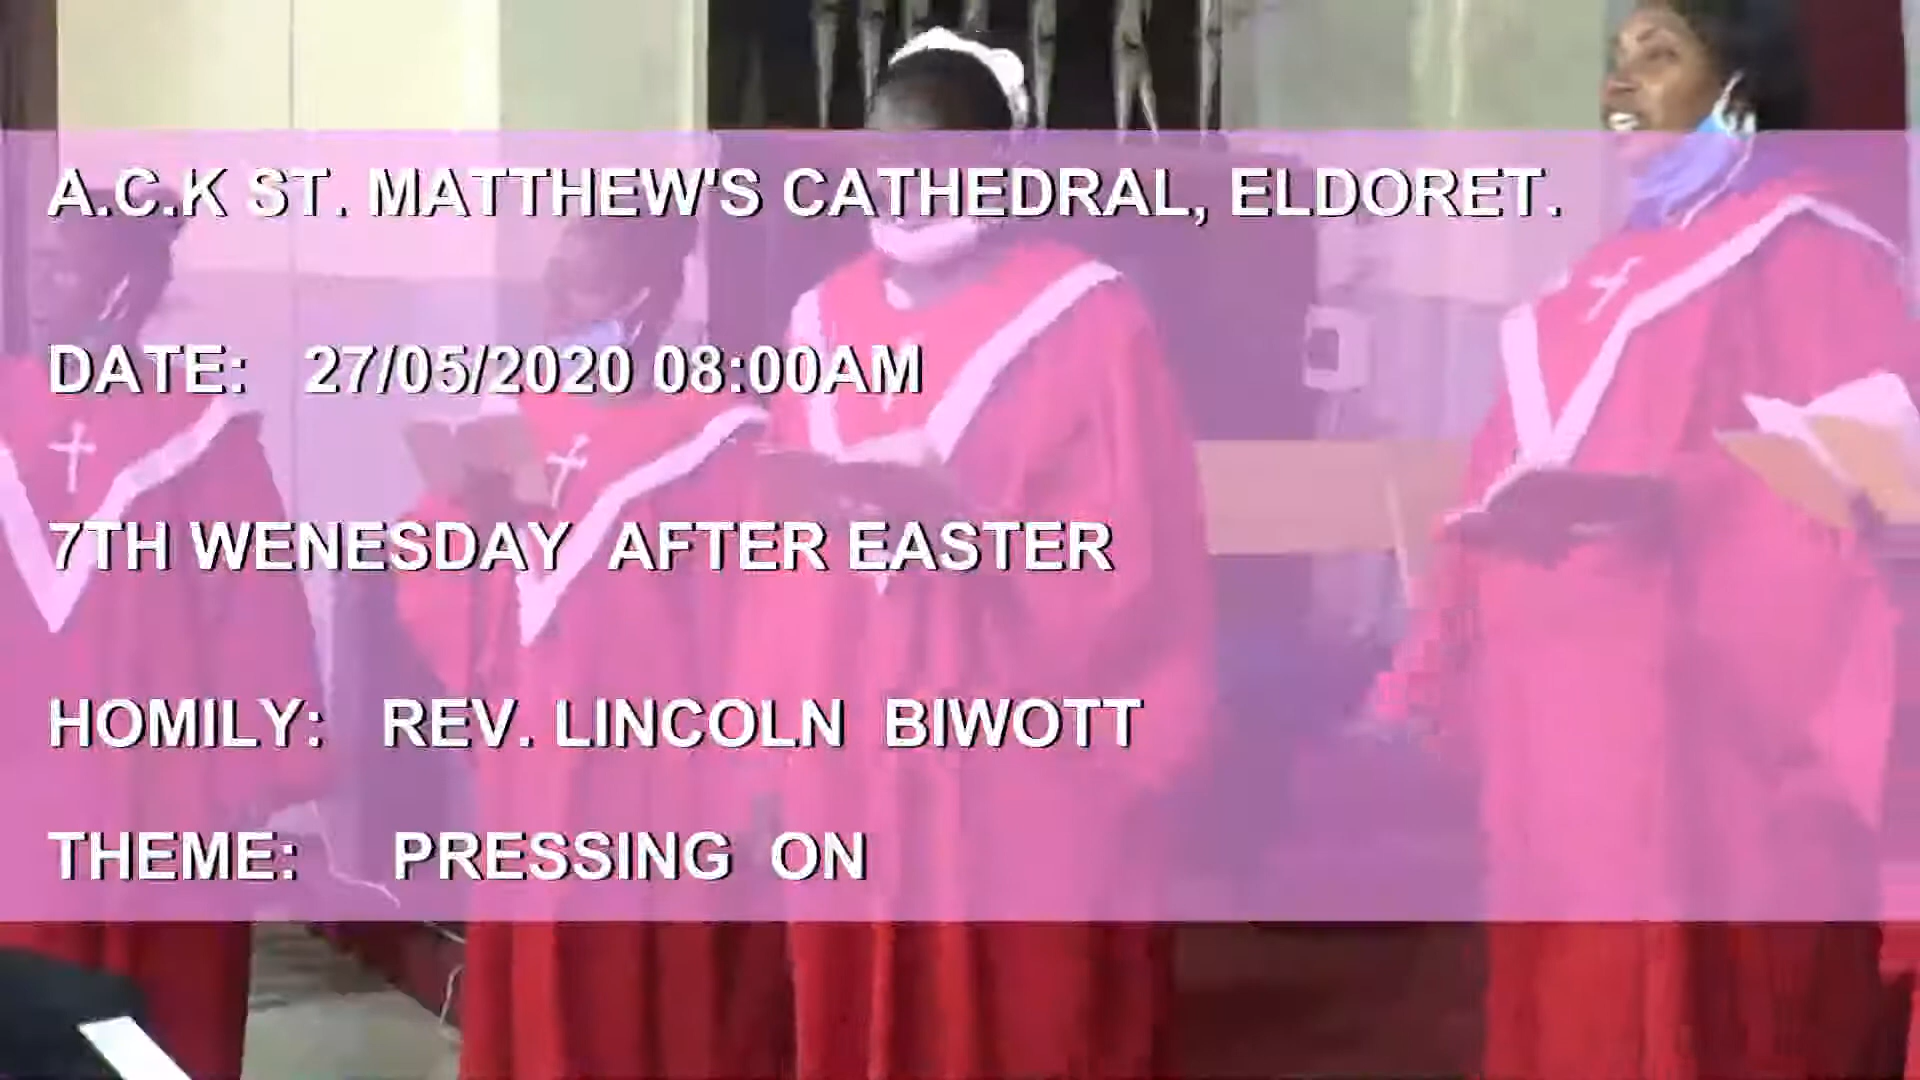 A.C.K ST. MATTHEW'S CATHEDRAL, ELDORET.
DATE: 27/05/2020 08:00AM
7TH WENESDAY AFTER EASTER
HOMILY: REV. LINCOLN BIWOTT
THEME: PRESSING ON